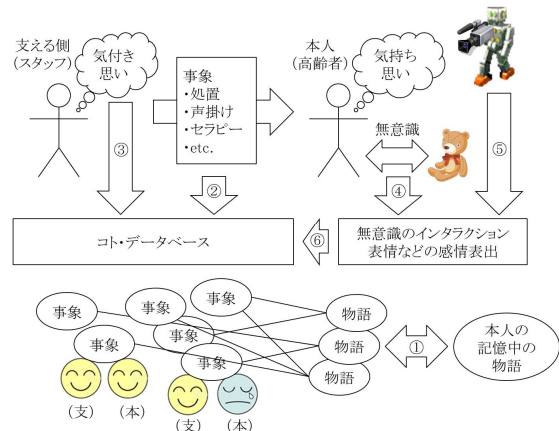 支える側
(スタッフ)
気付き
思い
事象
・処置
・声掛け
・セラピー
・etc.
本人
(高齢者)
気持ち
思い
無意識
③
②
④
⑤
コト・データベース
⑥
無意識のインタラクション
表情などの感情表出
事象
事象
事象
事象
事象
事象
物語
物語
物語
①
本人の
記憶中の
物語
(支)
(本)
(支)
(本)